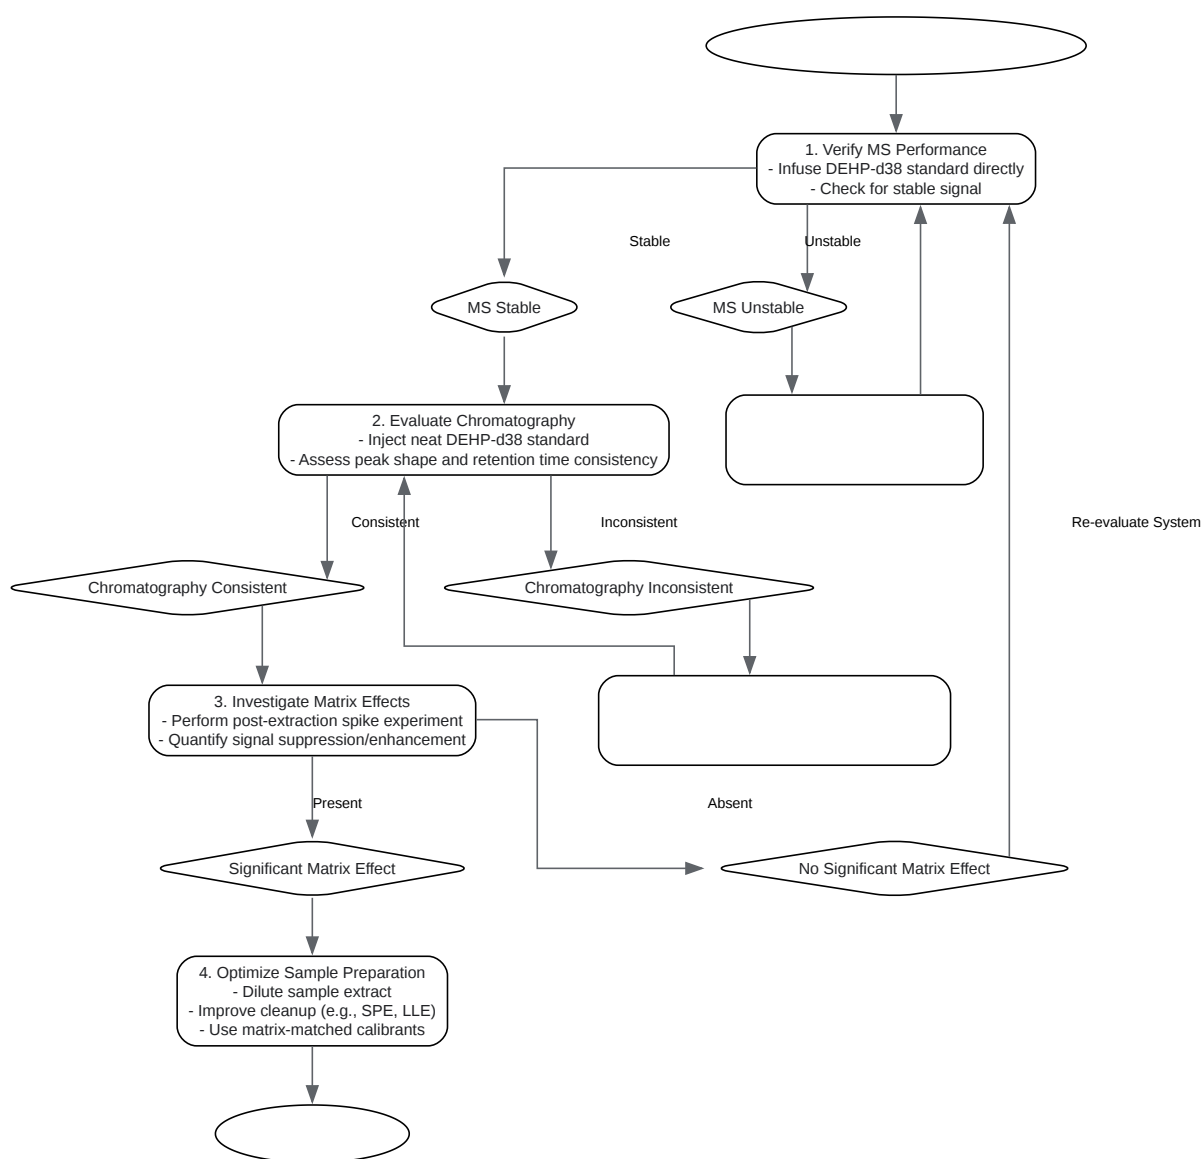 1. Verify MS Performance
- Infuse DEHP-d38 standard directly
- Check for stable signal
Stable
Unstable
MS Stable
MS Unstable
2. Evaluate Chromatography
- Inject neat DEHP-d38 standard
- Assess peak shape and retention time consistency
Consistent
Inconsistent
Re-evaluate System
Chromatography Consistent
Chromatography Inconsistent
3. Investigate Matrix Effects
- Perform post-extraction spike experiment
- Quantify signal suppression/enhancement
Present
Absent
Significant Matrix Effect
No Significant Matrix Effect
4. Optimize Sample Preparation
- Dilute sample extract
- Improve cleanup (e.g., SPE, LLE)
- Use matrix-matched calibrants